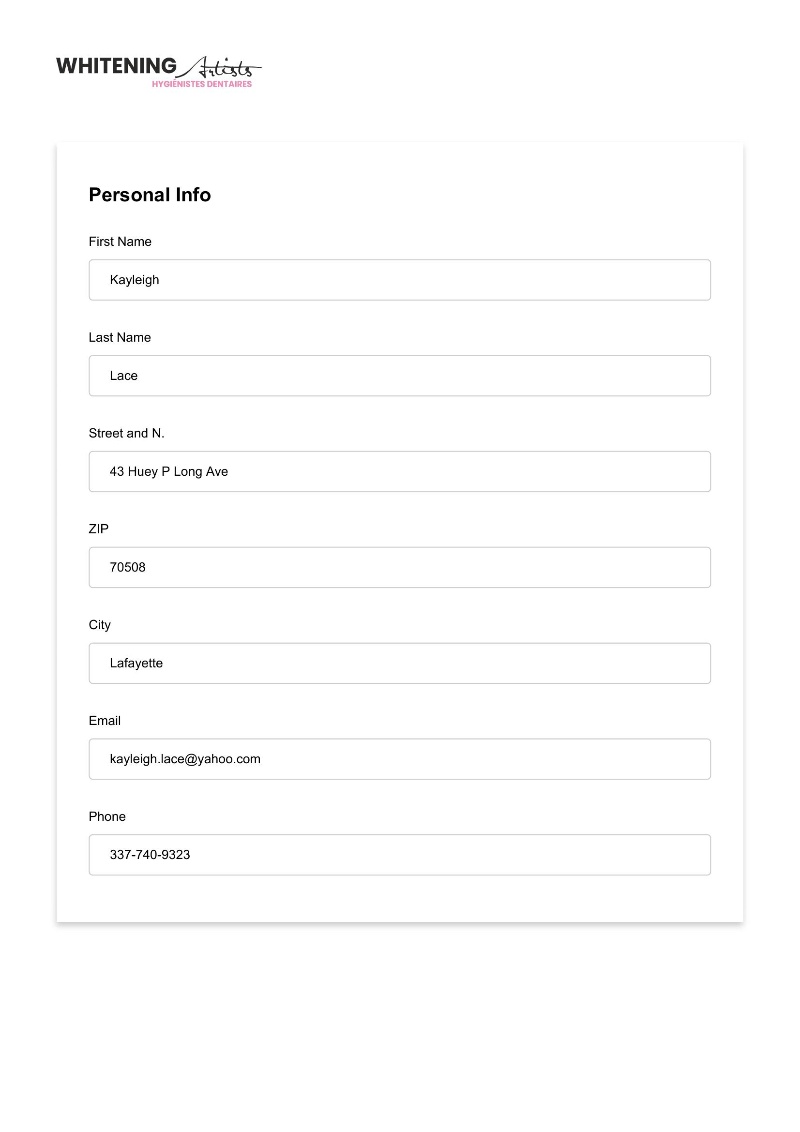 WHITENING Artists
HYGIÉNISTES DENTAIRES
Personal Info
First Name
Kayleigh
Last Name
Lace
Street and N.
43 Huey P Long Ave
ZIP
70508
City
Lafayette
Email
kayleigh.lace@yahoo.com
Phone
337-740-9323